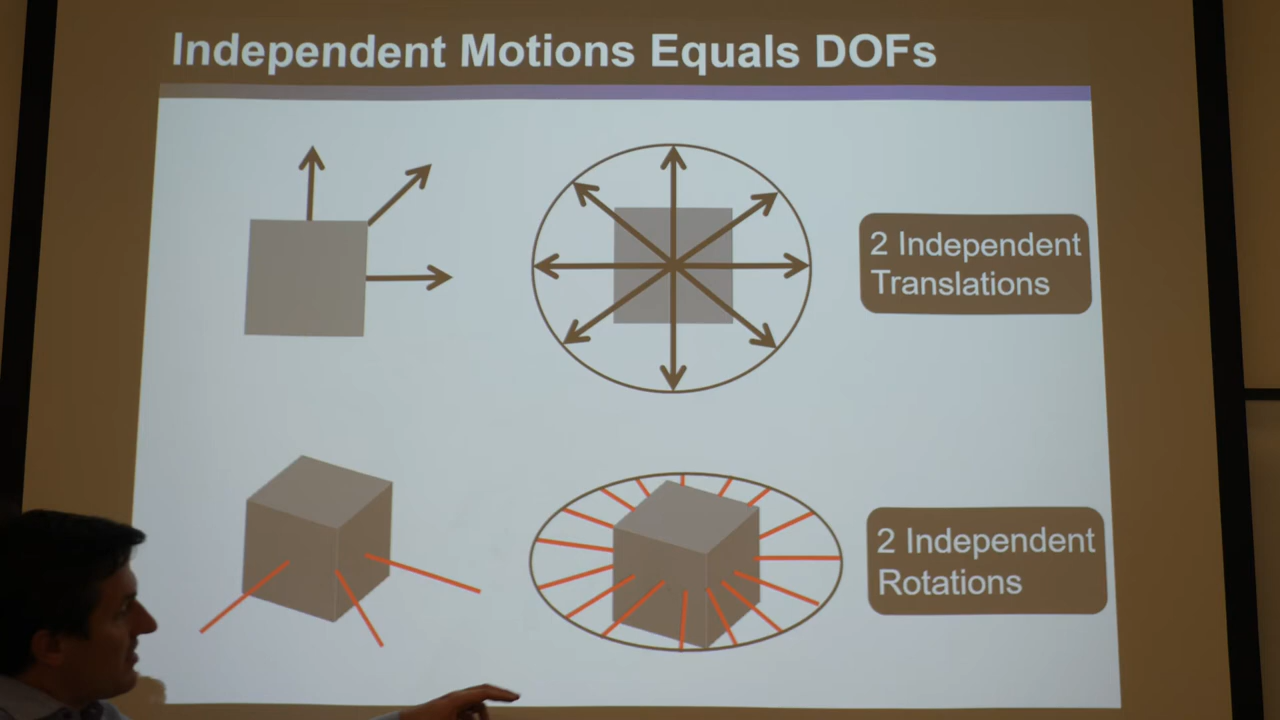 Independent Motions Equals DOFs
2 Independent
Translations
2 Independent
Rotations